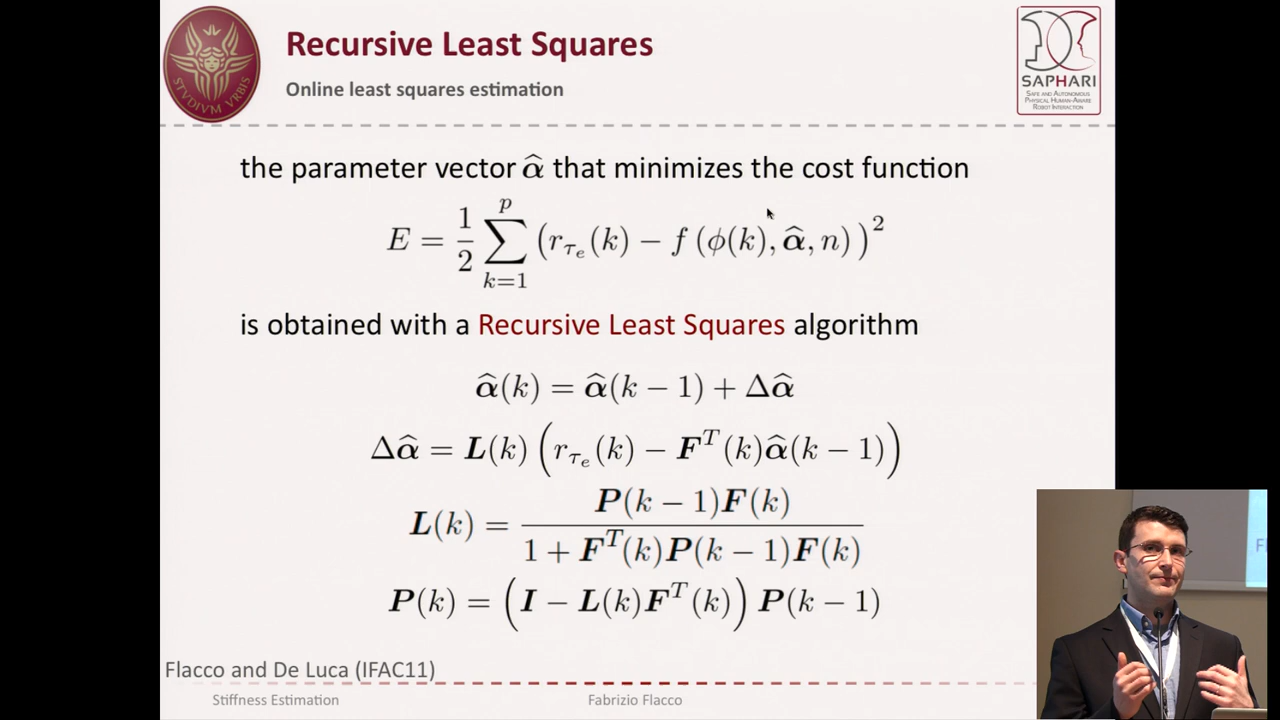 Recursive Least Squares
Online least squares estimation
STVDIVM VRBIS
SAPHARI
SAFE AND AUTONOMOUS
PHYSICAL HUMAN-AWARE
ROBOT INTERACTION
the parameter vector α̂ that minimizes the cost function
E = 1/2 ∑_{k=1}^{p} (r_{τ_e}(k) − f (φ(k), α̂, n))²
is obtained with a Recursive Least Squares algorithm
α̂(k) = α̂(k − 1) + Δα̂
Δα̂ = L(k) (r_{τ_e}(k) − F^T(k)α̂(k − 1))
L(k) = P(k − 1)F(k) / 1 + F^T(k)P(k − 1)F(k)
P(k) = (I − L(k)F^T(k)) P(k − 1)
Flacco and De Luca (IFAC11)
Stiffness Estimation
Fabrizio Flacco